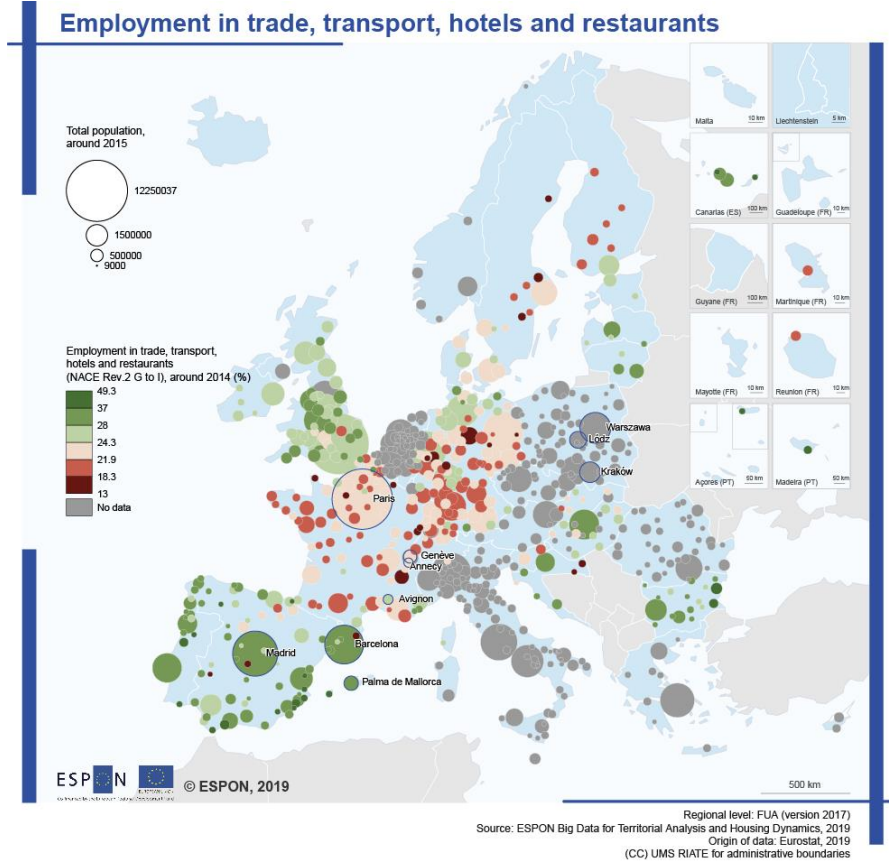 Employment in trade, transport, hotels and restaurants
Total population,
around 2015
12250037
1500000
500000
9000
Employment in trade, transport,
hotels and restaurants
(NACE Rev.2 G to I), around 2014 (%)
49.3
37
28
24.3
21.9
18.3
13
No data
Malta
10 km
Liechtenstein
5 km
Canarias (ES)
100 km
Guadeloupe (FR)
10 km
Guyane (FR)
100 km
Martinique (FR)
10 km
Mayotte (FR)
10 km
Reunion (FR)
10 km
Açores (PT)
50 km
Madeira (PT)
50 km
Warszawa
Lódz
Kraków
Paris
Genève
Annecy
Avignon
Madrid
Barcelona
Palma de Mallorca
ESPON
© ESPON, 2019
500 km
Regional level: FUA (version 2017)
Source: ESPON Big Data for Territorial Analysis and Housing Dynamics, 2019
Origin of data: Eurostat, 2019
(CC) UMS RIATE for administrative boundaries